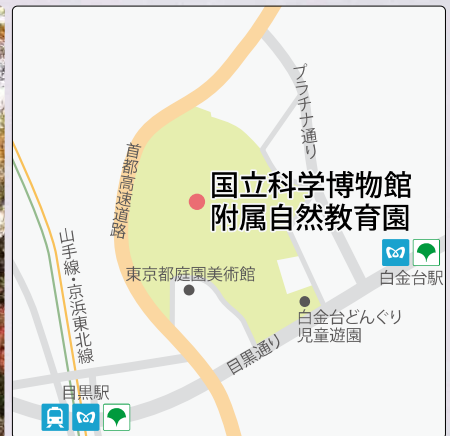 プラチナ通り
首都高速道路
国立科学博物館
附属自然教育園
山手線・京浜東北線
東京都庭園美術館
白金台駅
白金台どんぐり
児童遊園
目黒通り
目黒駅